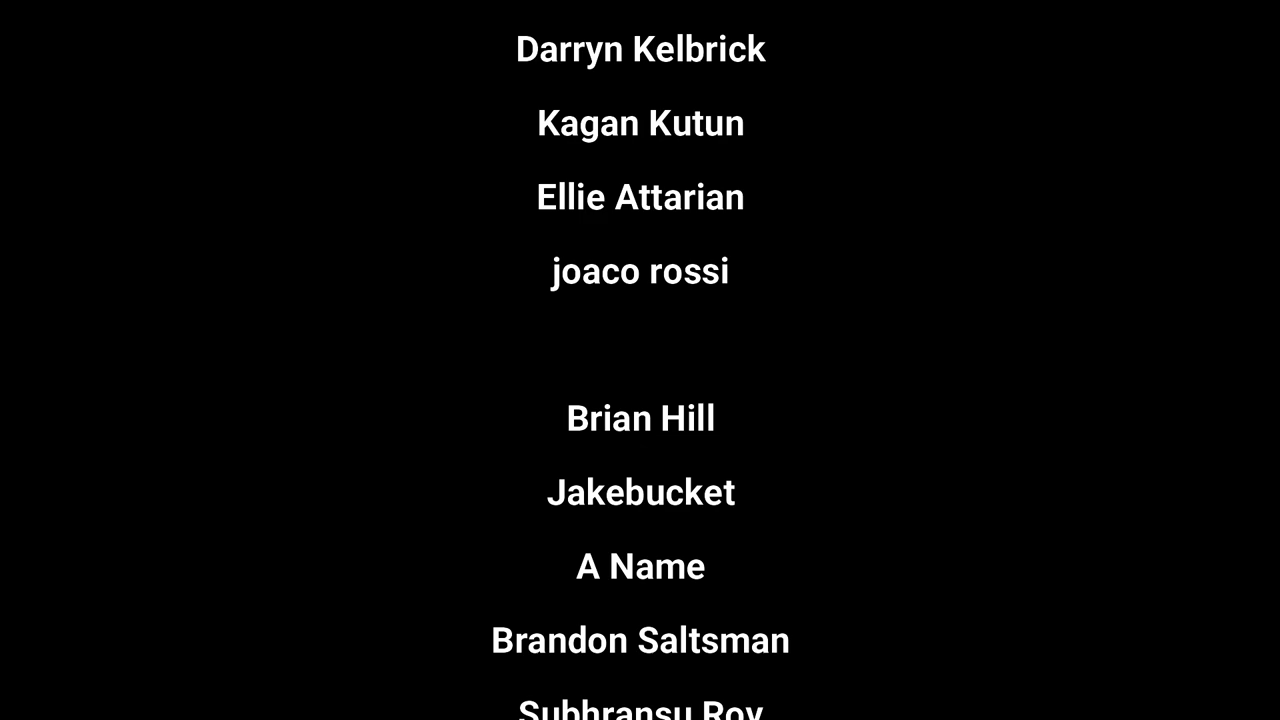 Darryn Kelbrick
Kagan Kutun
Ellie Attarian
joaco rossi
Brian Hill
Jakebucket
A Name
Brandon Saltsman
Subhransu Roy